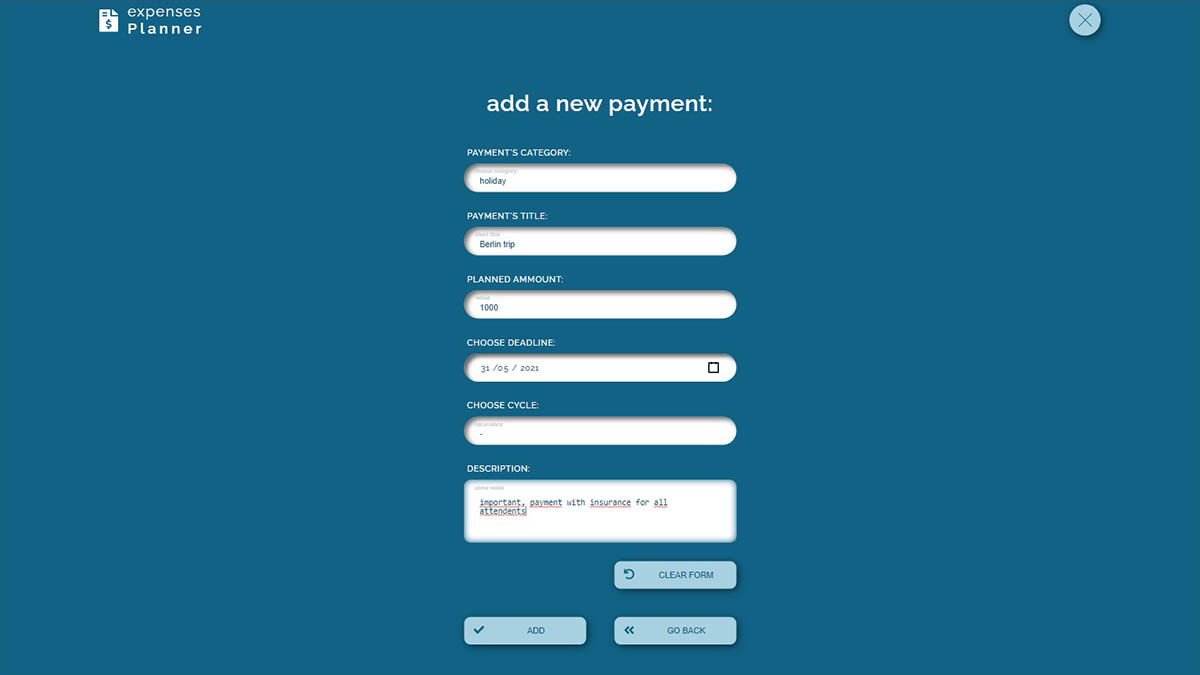 expenses
Planner
add a new payment:
PAYMENT'S CATEGORY:
choose category
holiday
PAYMENT'S TITLE:
short title
Berlin trip
PLANNED AMMOUNT:
value
1000
CHOOSE DEADLINE:
31 /05 / 2021
CHOOSE CYCLE:
-
DESCRIPTION:
some notes
important, payment with insurance for all
attendents
CLEAR FORM
ADD
GO BACK